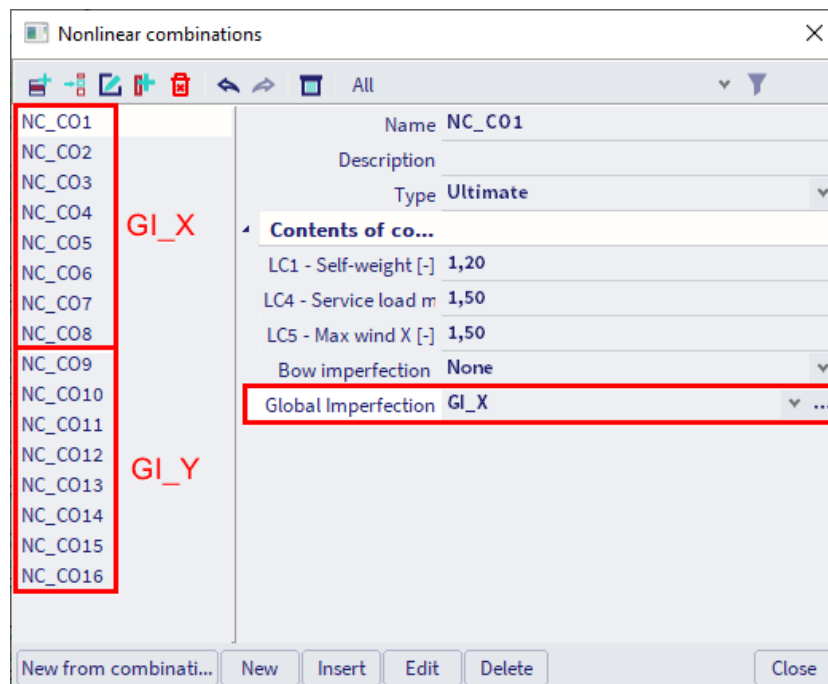 Nonlinear combinations
All
NC_CO1
NC_CO2
NC_CO3
NC_CO4
NC_CO5
NC_CO6
NC_CO7
NC_CO8
NC_CO9
NC_CO10
NC_CO11
NC_CO12
NC_CO13
NC_CO14
NC_CO15
NC_CO16
GI_X
GI_Y
Name NC_CO1
Description
Type Ultimate
Contents of co...
LC1 - Self-weight [-] 1,20
LC4 - Service load m 1,50
LC5 - Max wind X [-] 1,50
Bow imperfection None
Global Imperfection GI_X ...
New from combinati... New Insert Edit Delete Close